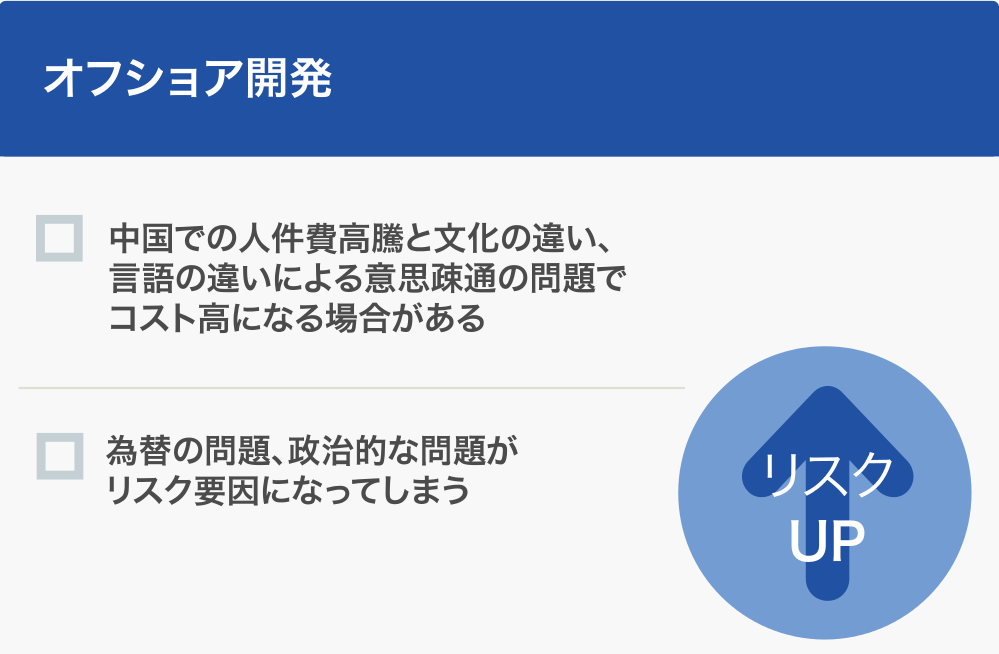 オフショア開発
中国での人件費高騰と文化の違い、
言語の違いによる意思疎通の問題で
コスト高になる場合がある
為替の問題、政治的な問題が
リスク要因になってしまう
リスク
UP